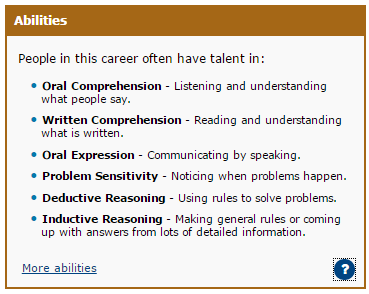 Abilities
People in this career often have talent in:
• Oral Comprehension - Listening and understanding
what people say.
• Written Comprehension - Reading and understanding
what is written.
• Oral Expression - Communicating by speaking.
• Problem Sensitivity - Noticing when problems happen.
• Deductive Reasoning - Using rules to solve problems.
• Inductive Reasoning - Making general rules or coming
up with answers from lots of detailed information.
More abilities ?